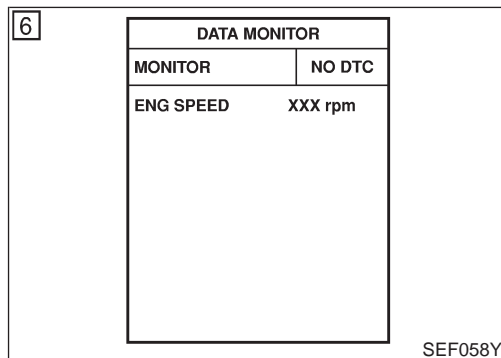 6
DATA MONITOR
MONITOR NO DTC
ENG SPEED XXX rpm
SEF058Y